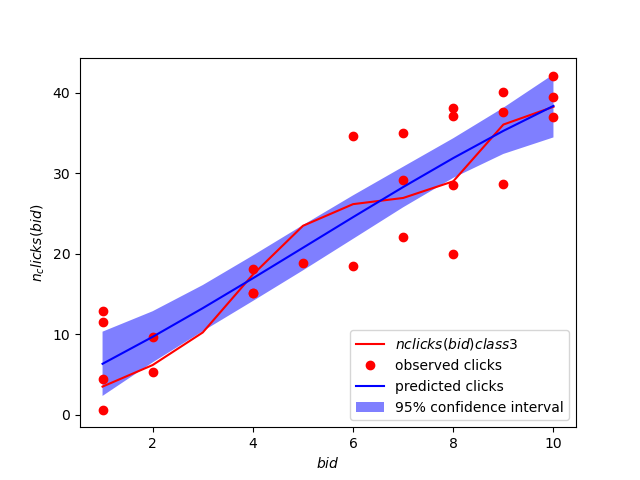 40
30
20
10
0
n_clicks(bid)
2
4
6
8
10
bid
nclicks(bid)class3
observed clicks
predicted clicks
95% confidence interval